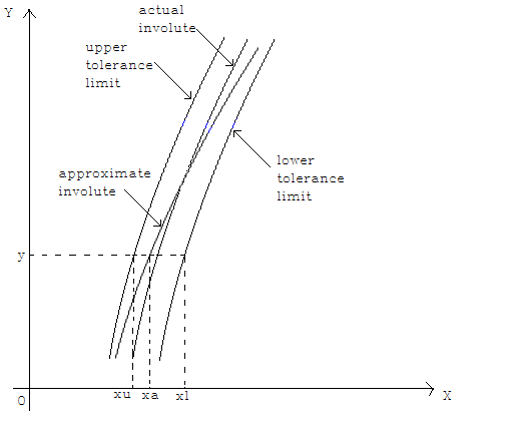 Y
actual
involute
upper
tolerance
limit
approximate
involute
lower
tolerance
limit
y
O
xu
xa
xl
X